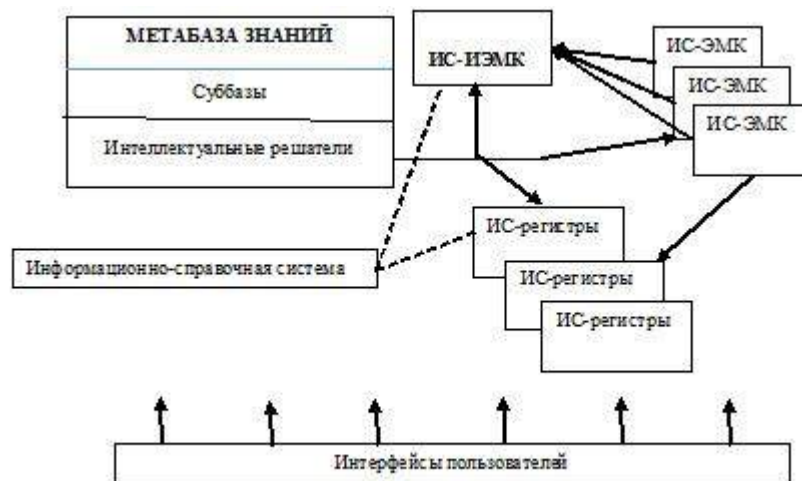 МЕТАБАЗА ЗНАНИЙ
Суббазы
Интеллектуальные решатели
ИС-ИЭМК
ИС-ЭМК
ИС-ЭМК
ИС-ЭМК
ИС-регистры
ИС-регистры
ИС-регистры
Информационно-справочная система
Интерфейсы пользователей